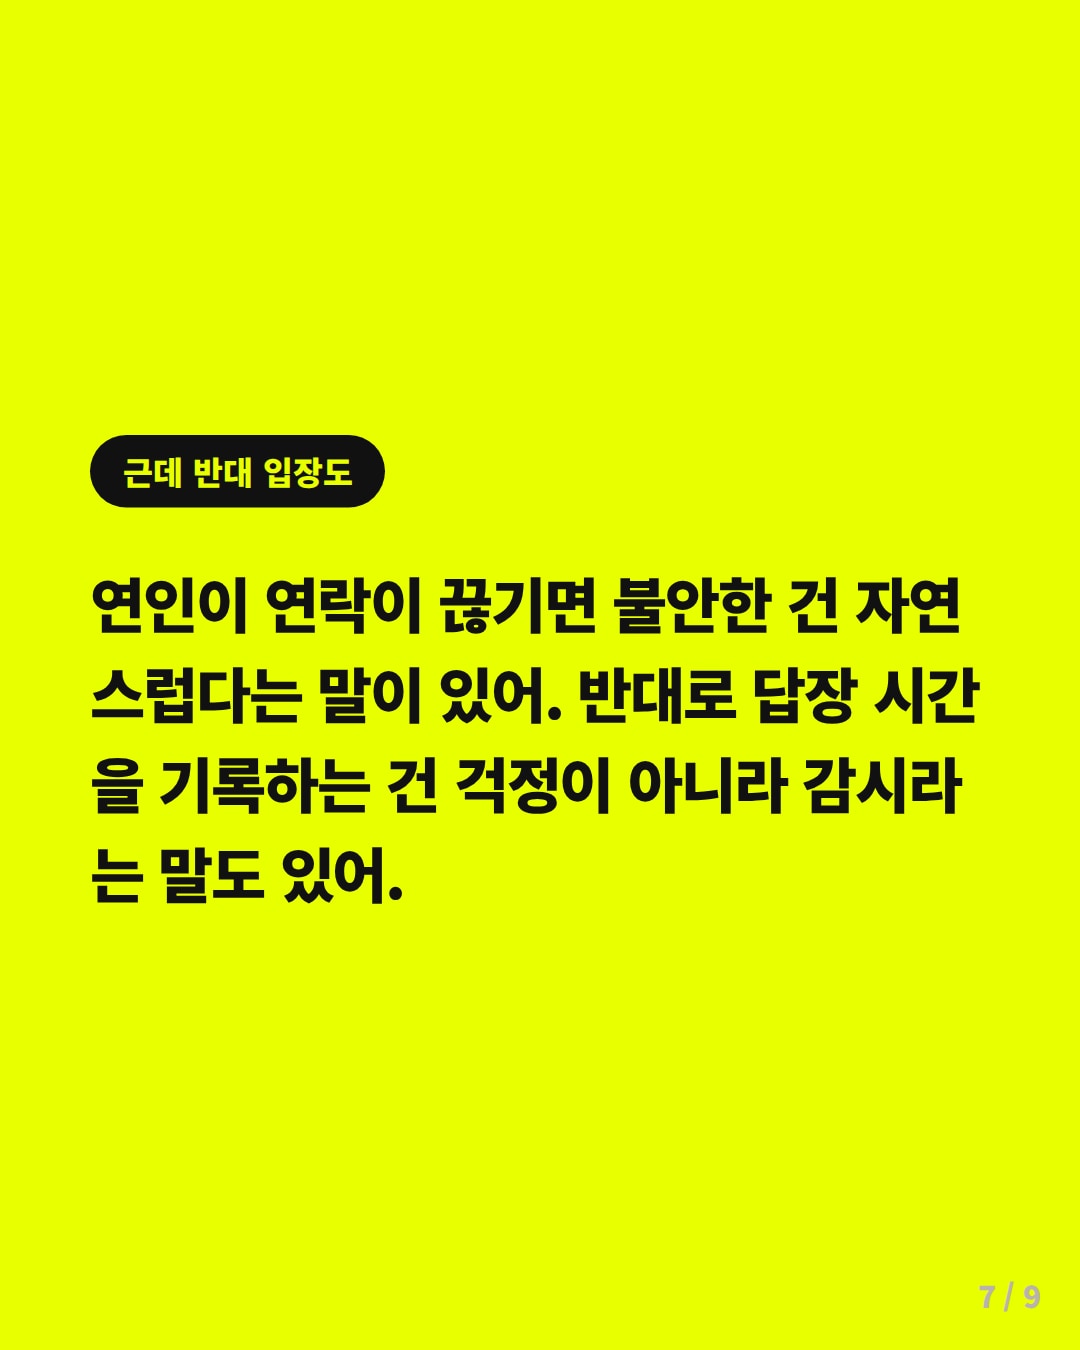 근데 반대 입장도
연인이 연락이 끊기면 불안한 건 자연
스럽다는 말이 있어. 반대로 답장 시간
을 기록하는 건 걱정이 아니라 감시라
는 말도 있어.
7 / 9